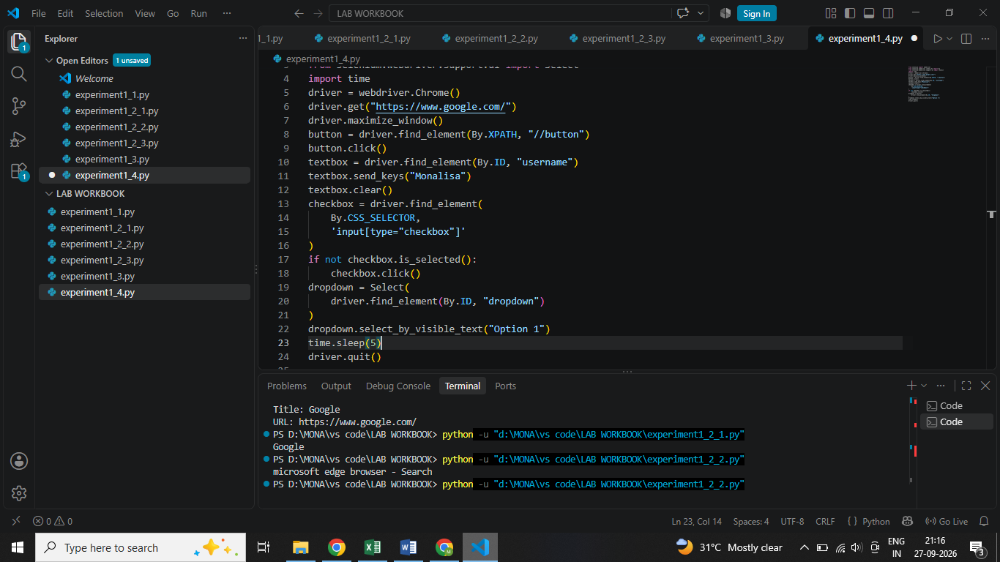 File Edit Selection View Go Run ··· LAB WORKBOOK Sign In
Explorer ···
Open Editors 1 unsaved
Welcome
experiment1_1.py
experiment1_2_1.py
experiment1_2_2.py
experiment1_2_3.py
experiment1_3.py
experiment1_4.py
LAB WORKBOOK
experiment1_1.py
experiment1_2_1.py
experiment1_2_2.py
experiment1_2_3.py
experiment1_3.py
experiment1_4.py
1
1
_1.py experiment1_2_1.py experiment1_2_2.py experiment1_2_3.py experiment1_3.py experiment1_4.py
experiment1_4.py
from selenium.webdriver.support.ui import Select
4 import time
5 driver = webdriver.Chrome()
6 driver.get("https://www.google.com/")
7 driver.maximize_window()
8 button = driver.find_element(By.XPATH, "//button")
9 button.click()
10 textbox = driver.find_element(By.ID, "username")
11 textbox.send_keys("Monalisa")
12 textbox.clear()
13 checkbox = driver.find_element(
14 By.CSS_SELECTOR,
15 'input[type="checkbox"]'
16 )
17 if not checkbox.is_selected():
18 checkbox.click()
19 dropdown = Select(
20 driver.find_element(By.ID, "dropdown")
21 )
22 dropdown.select_by_visible_text("Option 1")
23 time.sleep(5)
24 driver.quit()
25
Problems Output Debug Console Terminal Ports
Title: Google
URL: https://www.google.com/
PS D:\MONA\vs code\LAB WORKBOOK> python -u "d:\MONA\vs code\LAB WORKBOOK\experiment1_2_1.py"
Google
PS D:\MONA\vs code\LAB WORKBOOK> python -u "d:\MONA\vs code\LAB WORKBOOK\experiment1_2_2.py"
microsoft edge browser - Search
PS D:\MONA\vs code\LAB WORKBOOK> python -u "d:\MONA\vs code\LAB WORKBOOK\experiment1_2_2.py"
Code
Code
0 0 Ln 23, Col 14 Spaces: 4 UTF-8 CRLF { } Python Go Live
Type here to search 31°C Mostly clear ENG IN 21:16 27-09-2026 3